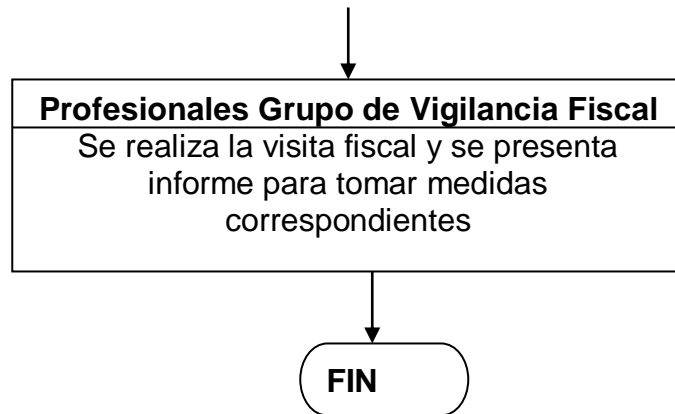 Profesionales Grupo de Vigilancia Fiscal
Se realiza la visita fiscal y se presenta
informe para tomar medidas
correspondientes
FIN